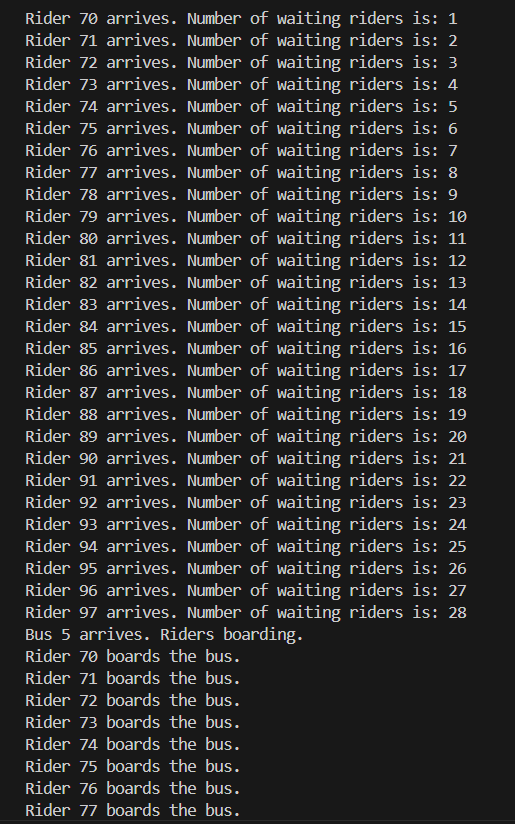 Rider 70 arrives. Number of waiting riders is: 1
Rider 71 arrives. Number of waiting riders is: 2
Rider 72 arrives. Number of waiting riders is: 3
Rider 73 arrives. Number of waiting riders is: 4
Rider 74 arrives. Number of waiting riders is: 5
Rider 75 arrives. Number of waiting riders is: 6
Rider 76 arrives. Number of waiting riders is: 7
Rider 77 arrives. Number of waiting riders is: 8
Rider 78 arrives. Number of waiting riders is: 9
Rider 79 arrives. Number of waiting riders is: 10
Rider 80 arrives. Number of waiting riders is: 11
Rider 81 arrives. Number of waiting riders is: 12
Rider 82 arrives. Number of waiting riders is: 13
Rider 83 arrives. Number of waiting riders is: 14
Rider 84 arrives. Number of waiting riders is: 15
Rider 85 arrives. Number of waiting riders is: 16
Rider 86 arrives. Number of waiting riders is: 17
Rider 87 arrives. Number of waiting riders is: 18
Rider 88 arrives. Number of waiting riders is: 19
Rider 89 arrives. Number of waiting riders is: 20
Rider 90 arrives. Number of waiting riders is: 21
Rider 91 arrives. Number of waiting riders is: 22
Rider 92 arrives. Number of waiting riders is: 23
Rider 93 arrives. Number of waiting riders is: 24
Rider 94 arrives. Number of waiting riders is: 25
Rider 95 arrives. Number of waiting riders is: 26
Rider 96 arrives. Number of waiting riders is: 27
Rider 97 arrives. Number of waiting riders is: 28
Bus 5 arrives. Riders boarding.
Rider 70 boards the bus.
Rider 71 boards the bus.
Rider 72 boards the bus.
Rider 73 boards the bus.
Rider 74 boards the bus.
Rider 75 boards the bus.
Rider 76 boards the bus.
Rider 77 boards the bus.